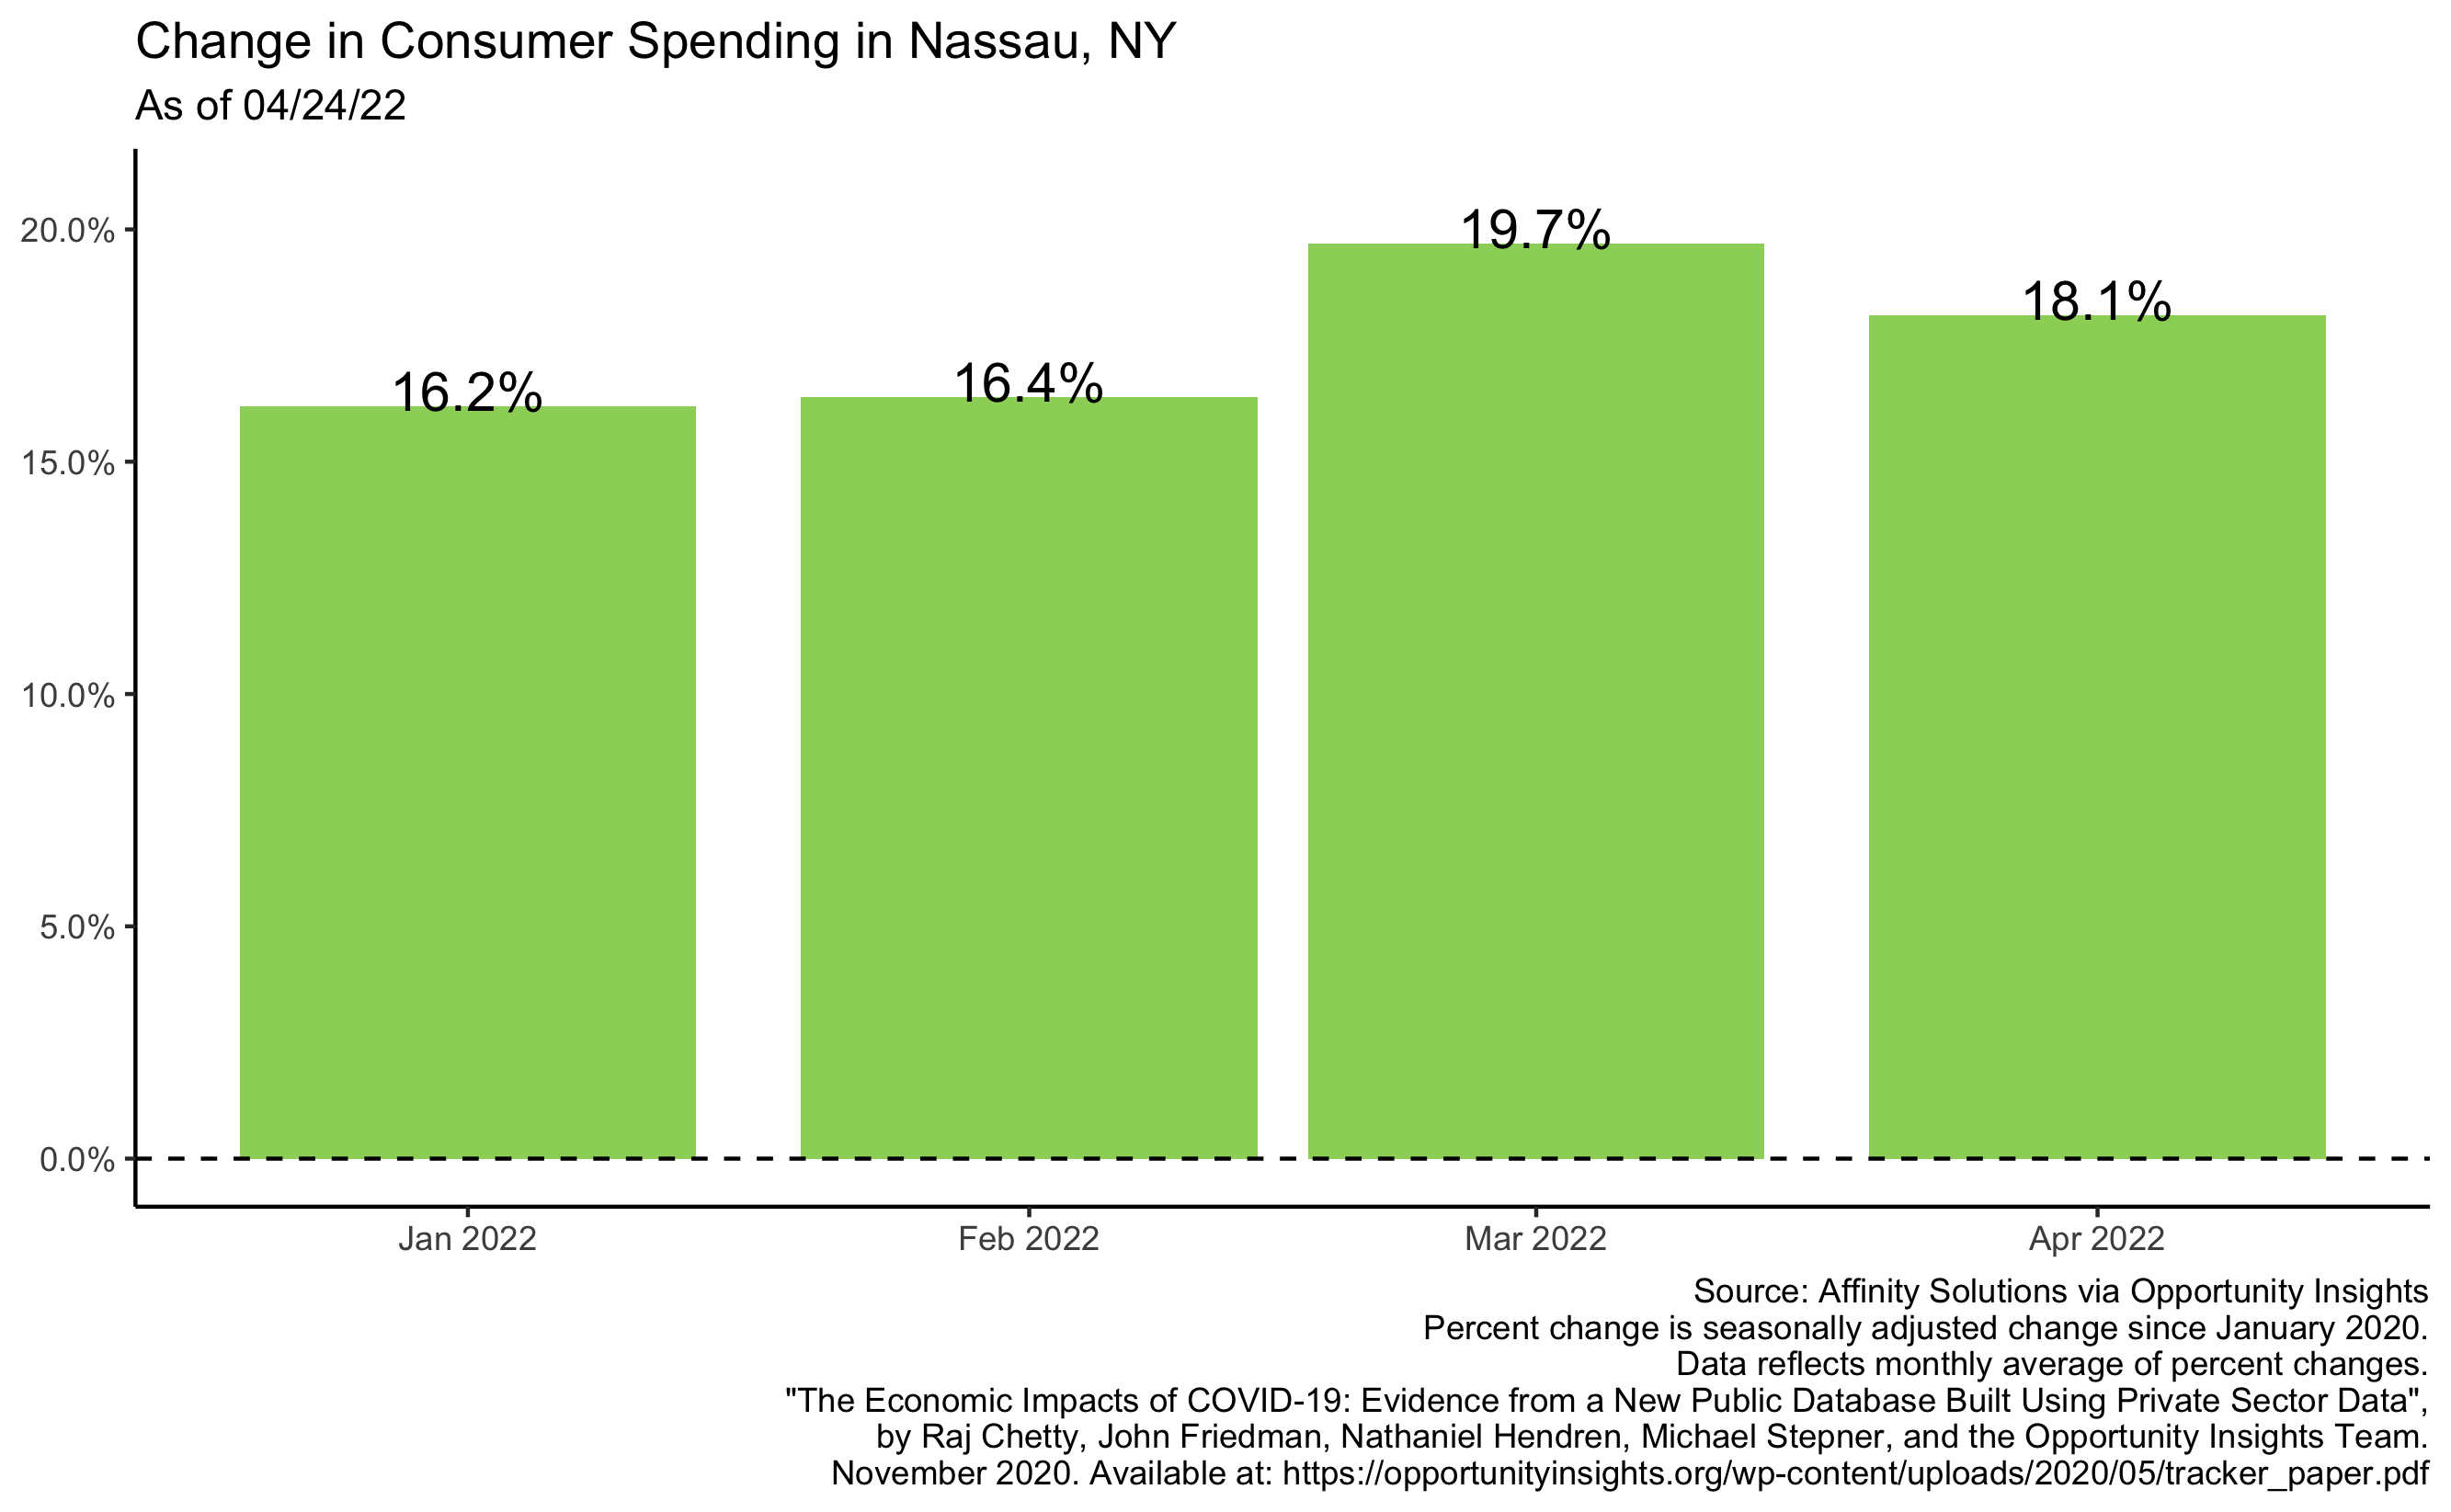 Change in Consumer Spending in Nassau, NY
As of 04/24/22
20.0%
15.0%
10.0%
5.0%
0.0%
16.2%
16.4%
19.7%
18.1%
Jan 2022
Feb 2022
Mar 2022
Apr 2022
Source: Affinity Solutions via Opportunity Insights
Percent change is seasonally adjusted change since January 2020.
Data reflects monthly average of percent changes.
"The Economic Impacts of COVID-19: Evidence from a New Public Database Built Using Private Sector Data",
by Raj Chetty, John Friedman, Nathaniel Hendren, Michael Stepner, and the Opportunity Insights Team.
November 2020. Available at: https://opportunityinsights.org/wp-content/uploads/2020/05/tracker_paper.pdf